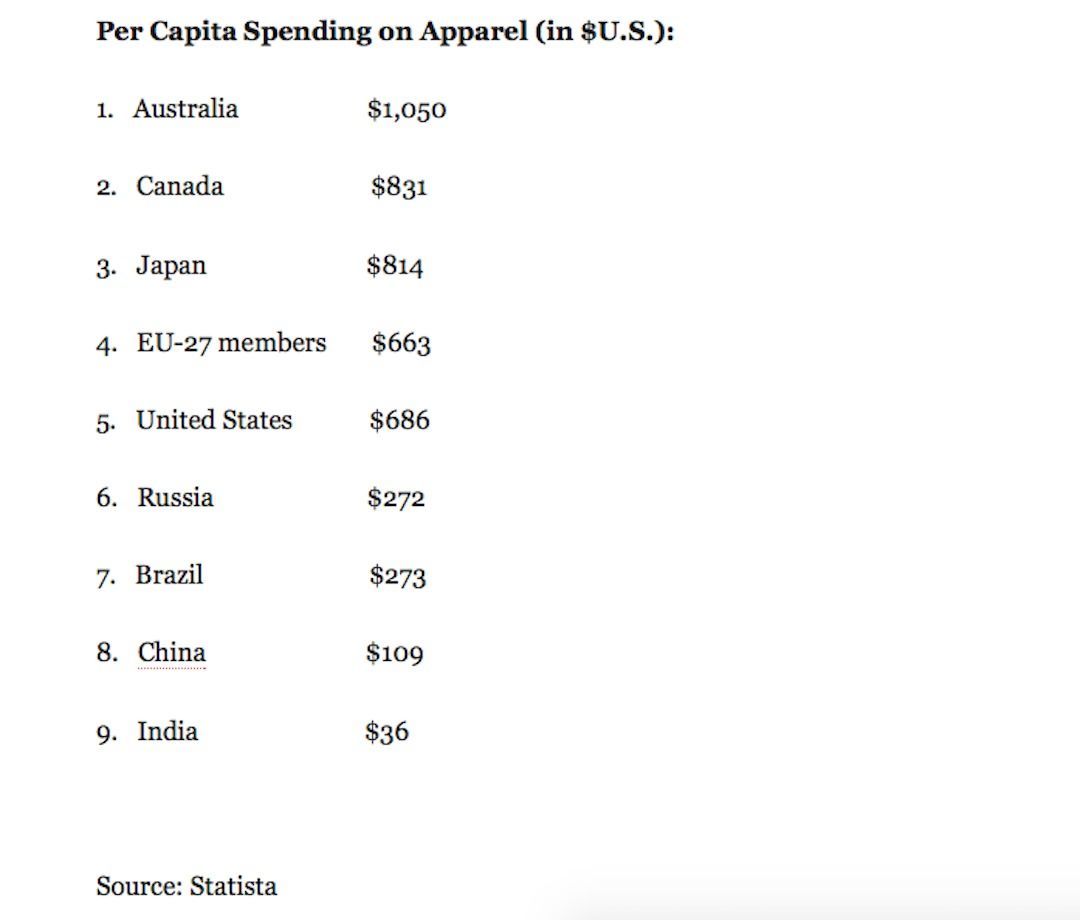 Per Capita Spending on Apparel (in $U.S.):
1. Australia $1,050
2. Canada $831
3. Japan $814
4. EU-27 members $663
5. United States $686
6. Russia $272
7. Brazil $273
8. China $109
9. India $36
Source: Statista